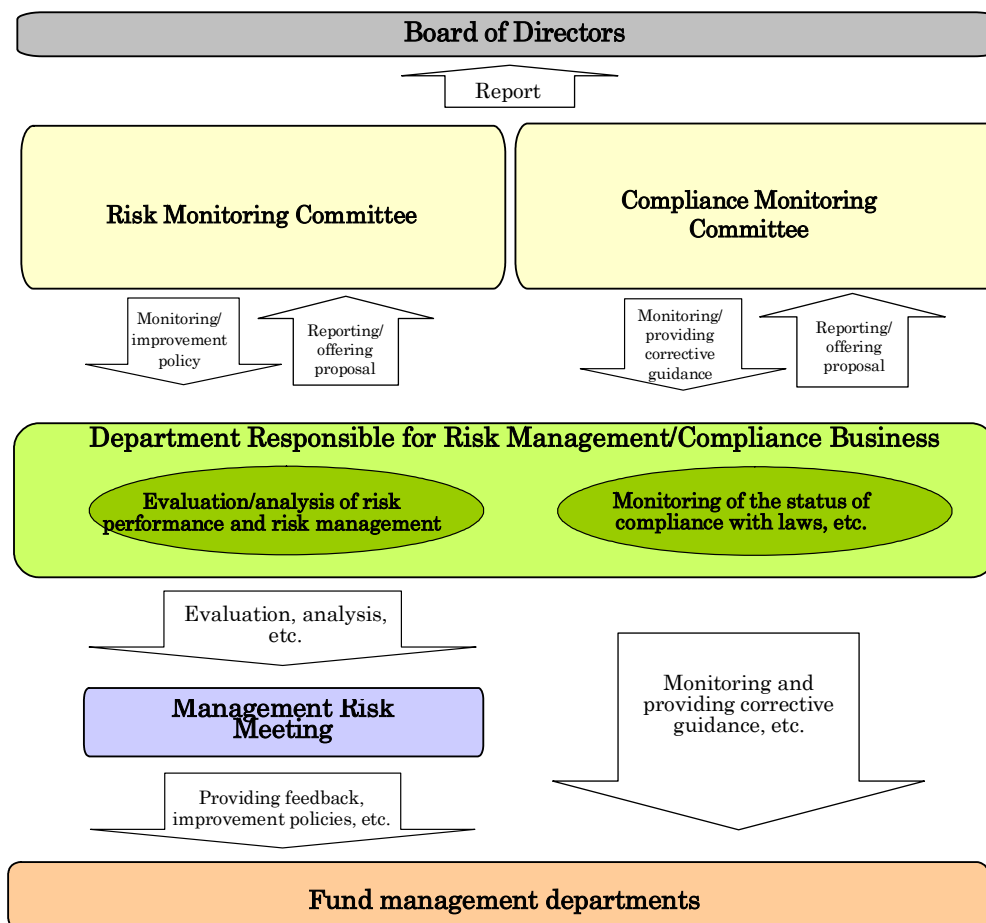 Board of Directors
Report
Risk Monitoring Committee
Compliance Monitoring
Committee
Monitoring/
improvement
policy
Reporting/
offering
proposal
Monitoring/
providing
corrective
guidance
Reporting/
offering
proposal
Department Responsible for Risk Management/Compliance Business
Evaluation/analysis of risk
performance and risk management
Monitoring of the status of
compliance with laws, etc.
Evaluation, analysis,
etc.
Management Risk
Meeting
Monitoring and
providing corrective
guidance, etc.
Providing feedback,
improvement policies, etc.
Fund management departments